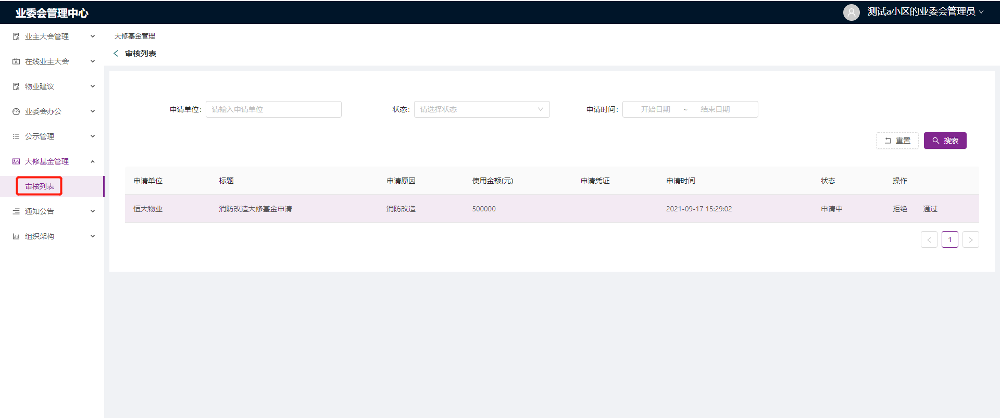 业委会管理中心
测试a小区的业委会管理员
业主大会管理
在线业主大会
物业建议
业委会办公
公示管理
大修基金管理
审核列表
通知公告
组织架构
大修基金管理
< 审核列表
申请单位: 请输入申请单位 状态: 请选择状态 申请时间: 开始日期 ~ 结束日期
重置 搜索
申请单位 标题 申请原因 使用金额(元) 申请凭证 申请时间 状态 操作
恒大物业 消防改造大修基金申请 消防改造 500000 2021-09-17 15:29:02 申请中 拒绝 通过
< 1 >